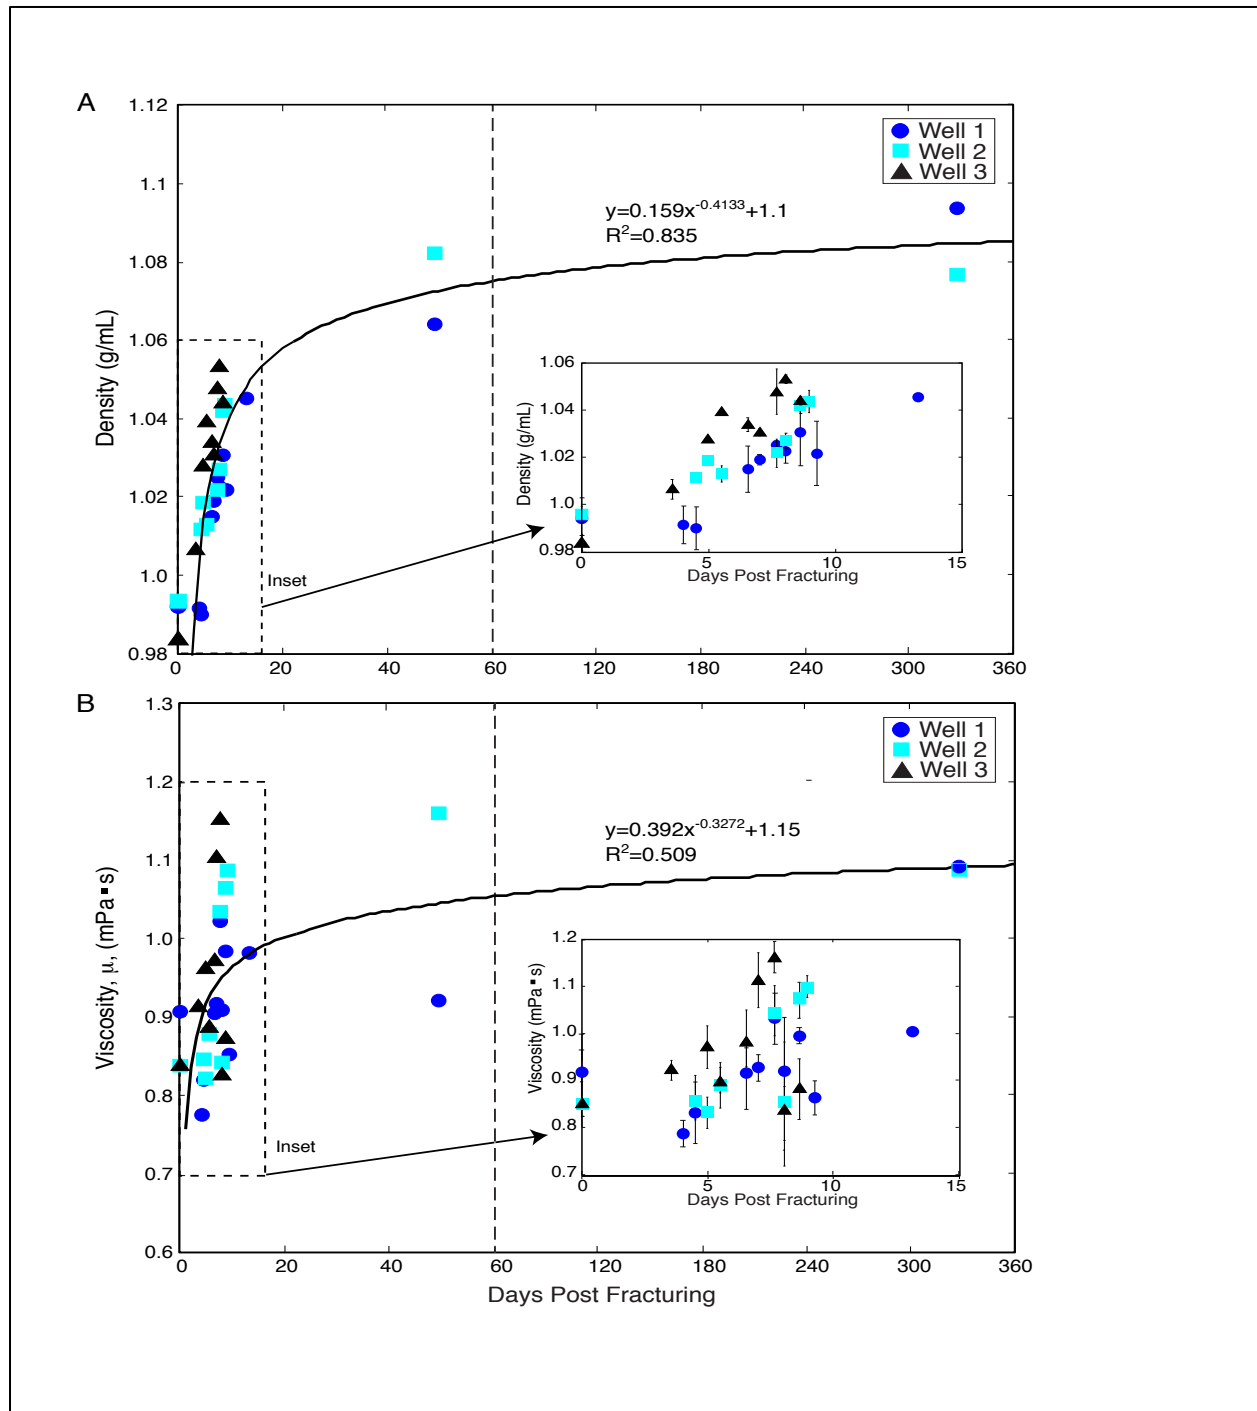 A
1.12
1.1
1.08
1.06
1.04
1.02
1.0
0.98
Density (g/mL)
Well 1
Well 2
Well 3
y=0.159x^-0.4133+1.1
R²=0.835
Inset
1.06
1.04
1.02
1.0
0.98
Density (g/mL)
0 5 10 15
Days Post Fracturing
0 20 40 60 120 180 240 300 360
B
1.3
1.2
1.1
1.0
0.9
0.8
0.7
0.6
Viscosity, μ, (mPa▪s)
Well 1
Well 2
Well 3
y=0.392x^-0.3272+1.15
R²=0.509
Inset
1.2
1.1
1.0
0.9
0.8
0.7
Viscosity (mPa▪s)
0 5 10 15
Days Post Fracturing
0 20 40 60 120 180 240 300 360
Days Post Fracturing